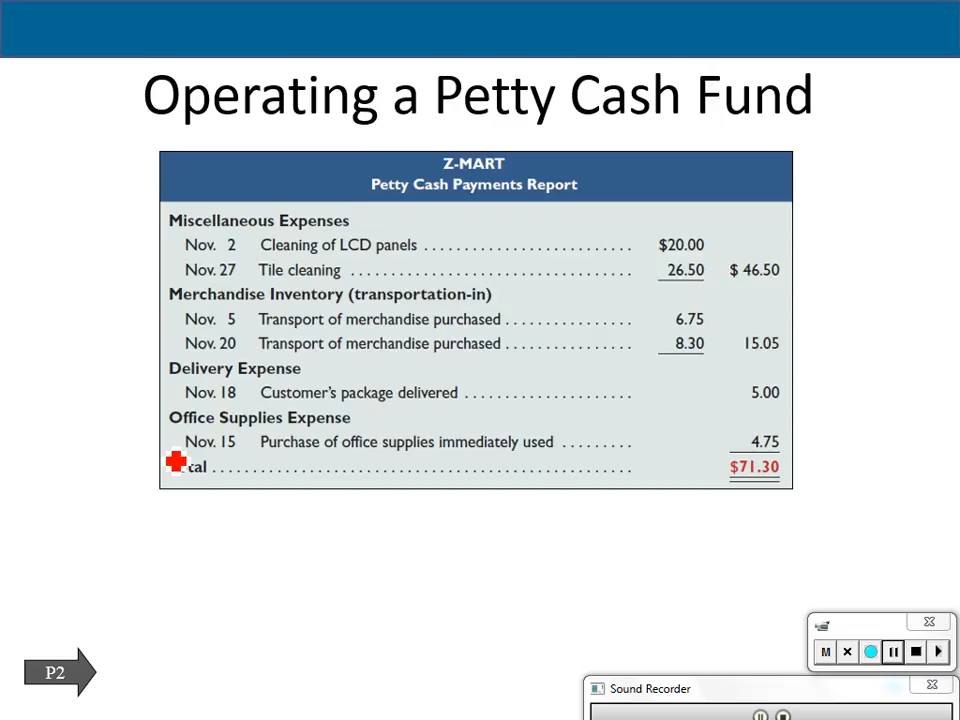 Operating a Petty Cash Fund
Z-MART
Petty Cash Payments Report
Miscellaneous Expenses
Nov. 2 Cleaning of LCD panels . . . . . . . . . . . . . . . . . . . . . . . . . . $20.00
Nov. 27 Tile cleaning . . . . . . . . . . . . . . . . . . . . . . . . . . . . . . . . . . . 26.50 $ 46.50
Merchandise Inventory (transportation-in)
Nov. 5 Transport of merchandise purchased . . . . . . . . . . . . . . . . 6.75
Nov. 20 Transport of merchandise purchased . . . . . . . . . . . . . . . . 8.30 15.05
Delivery Expense
Nov. 18 Customer's package delivered . . . . . . . . . . . . . . . . . . . . . 5.00
Office Supplies Expense
Nov. 15 Purchase of office supplies immediately used . . . . . . . . . 4.75
tal . . . . . . . . . . . . . . . . . . . . . . . . . . . . . . . . . . . . . . . . . . . . . . . . . . . . $71.30
P2
M
Sound Recorder